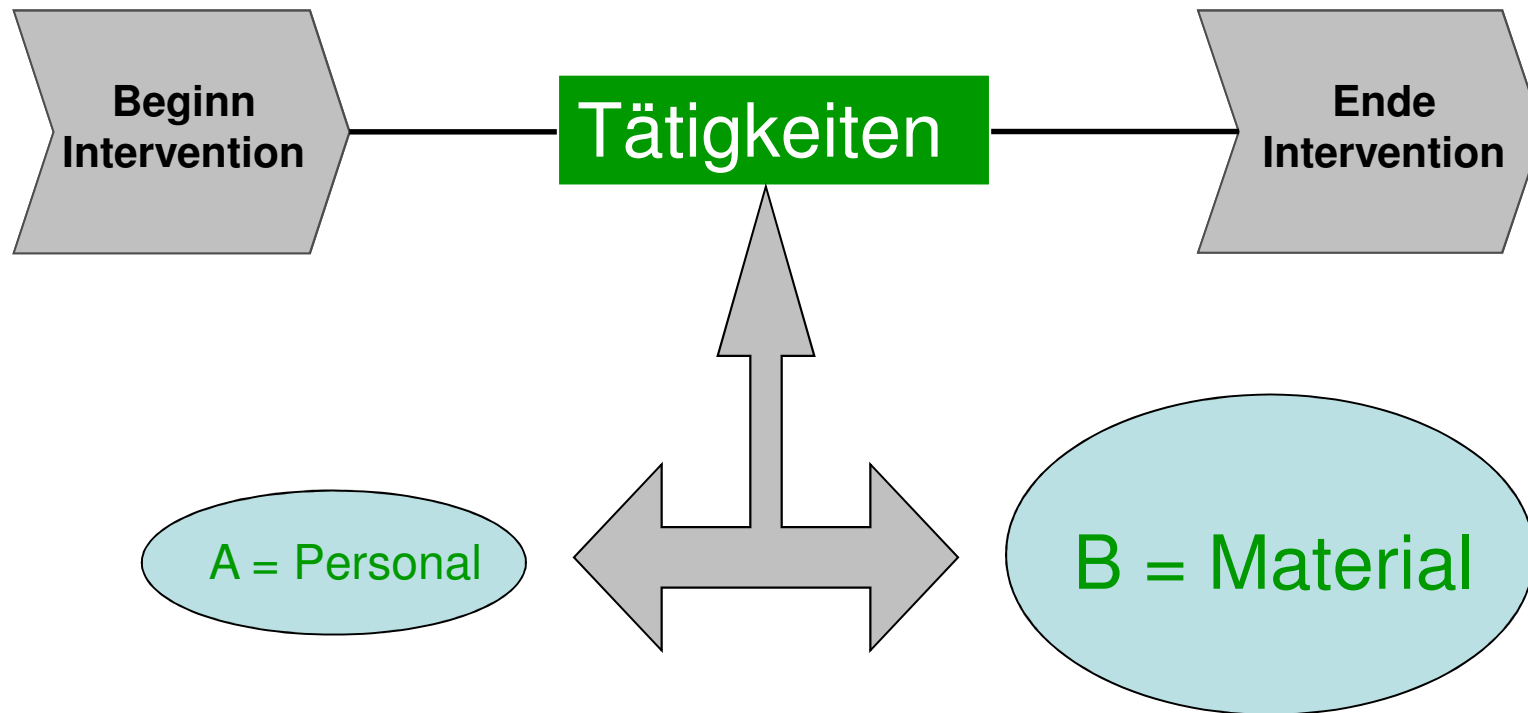 Beginn
Intervention
Tätigkeiten
Ende
Intervention
A = Personal
B = Material